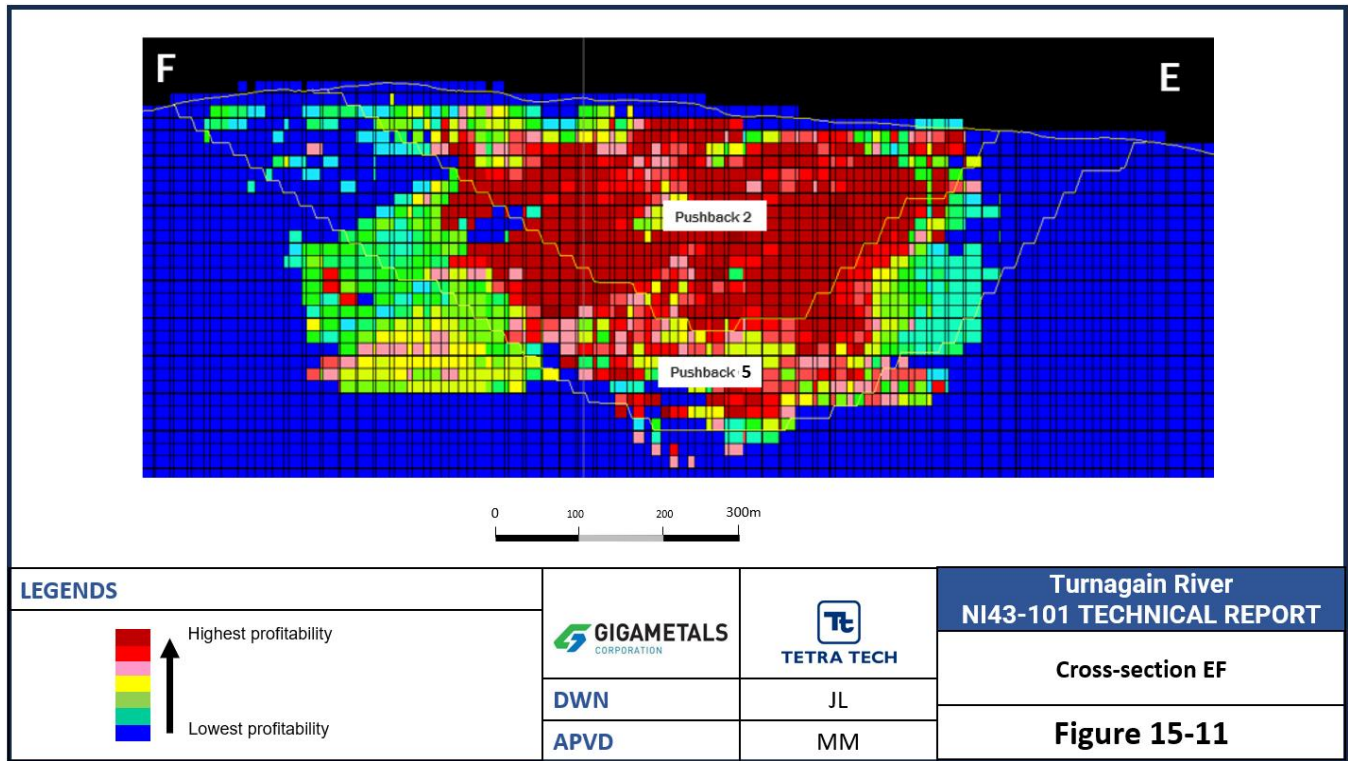 F
E
Pushback 2
Pushback 5
0 100 200 300m
LEGENDS
Highest profitability
Lowest profitability
GIGAMETALS
CORPORATION
Tt
TETRA TECH
DWN JL
APVD MM
Turnagain River
NI43-101 TECHNICAL REPORT
Cross-section EF
Figure 15-11